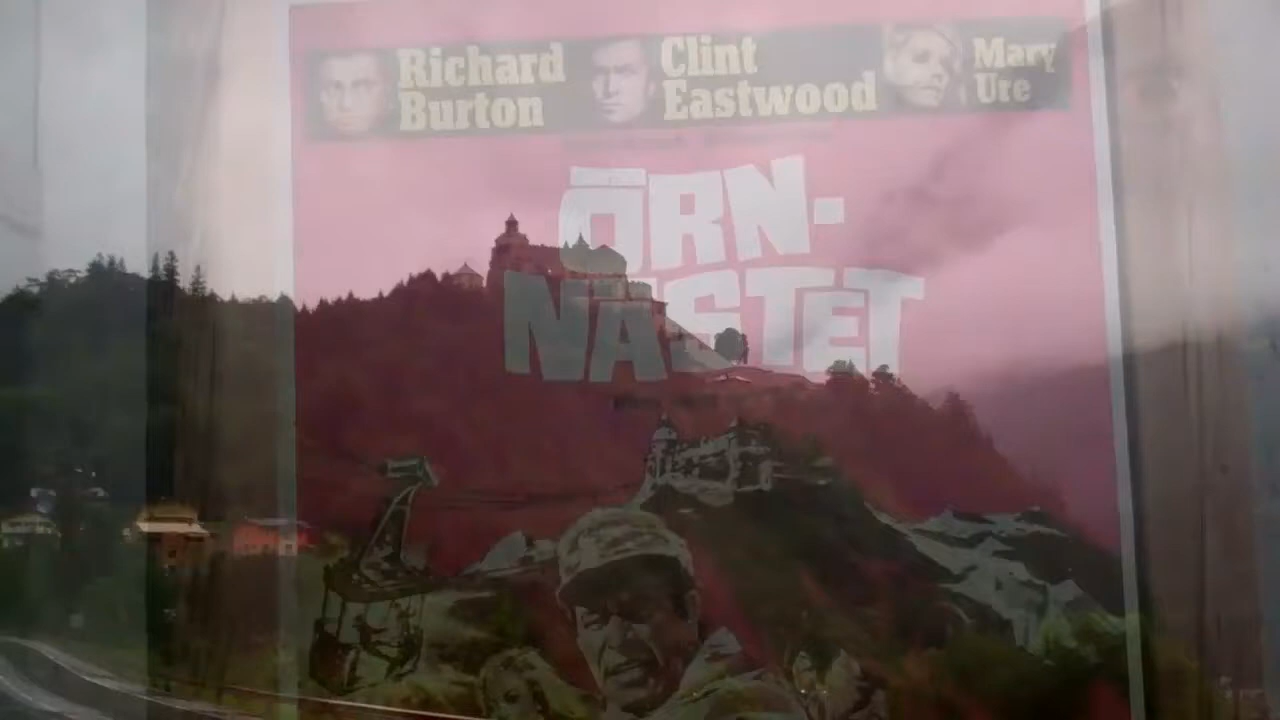 Richard Burton
Clint Eastwood
Mary Ure
ÖRN-
NÄSTET